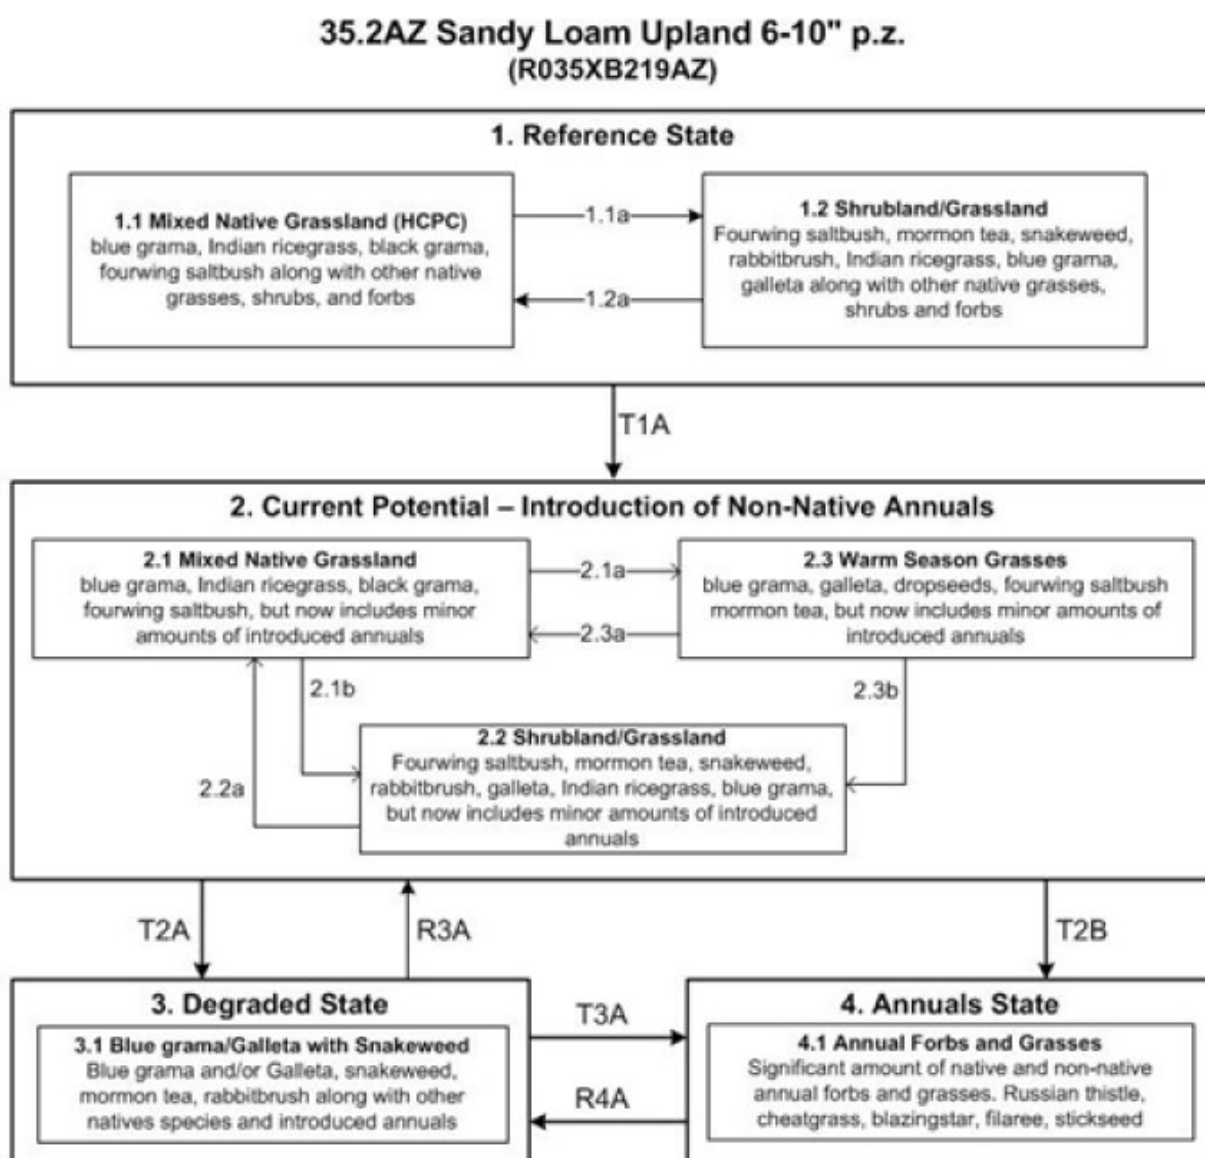 35.2AZ Sandy Loam Upland 6-10" p.z.
(R035XB219AZ)
1. Reference State
1.1 Mixed Native Grassland (HCPC)
blue grama, Indian ricegrass, black grama,
fourwing saltbush along with other native
grasses, shrubs, and forbs
1.1a
1.2a
1.2 Shrubland/Grassland
Fourwing saltbush, mormon tea, snakeweed,
rabbitbrush, Indian ricegrass, blue grama,
galleta along with other native grasses,
shrubs and forbs
T1A
2. Current Potential – Introduction of Non-Native Annuals
2.1 Mixed Native Grassland
blue grama, Indian ricegrass, black grama,
fourwing saltbush, but now includes minor
amounts of introduced annuals
2.1a
2.3a
2.3 Warm Season Grasses
blue grama, galleta, dropseeds, fourwing saltbush
mormon tea, but now includes minor amounts of
introduced annuals
2.1b
2.3b
2.2a
2.2 Shrubland/Grassland
Fourwing saltbush, mormon tea, snakeweed,
rabbitbrush, galleta, Indian ricegrass, blue grama,
but now includes minor amounts of introduced
annuals
T2A
R3A
T2B
3. Degraded State
3.1 Blue grama/Galleta with Snakeweed
Blue grama and/or Galleta, snakeweed,
mormon tea, rabbitbrush along with other
natives species and introduced annuals
T3A
R4A
4. Annuals State
4.1 Annual Forbs and Grasses
Significant amount of native and non-native
annual forbs and grasses. Russian thistle,
cheatgrass, blazingstar, filaree, stickseed